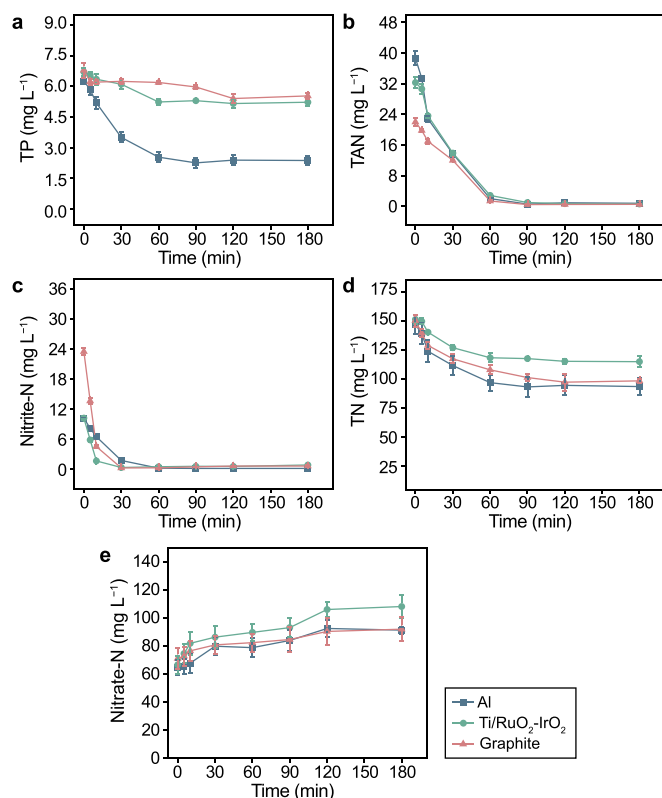 a
9.0
7.5
6.0
4.5
3.0
1.5
0.0
TP (mg L⁻¹)
0 30 60 90 120 150 180
Time (min)
b
48
40
32
24
16
8
0
TAN (mg L⁻¹)
0 30 60 90 120 150 180
Time (min)
c
36
30
24
18
12
6
0
Nitrite-N (mg L⁻¹)
0 30 60 90 120 150 180
Time (min)
d
175
150
125
100
75
50
25
TN (mg L⁻¹)
0 30 60 90 120 150 180
Time (min)
e
140
120
100
80
60
40
20
0
Nitrate-N (mg L⁻¹)
0 30 60 90 120 150 180
Time (min)
Al
Ti/RuO₂-IrO₂
Graphite